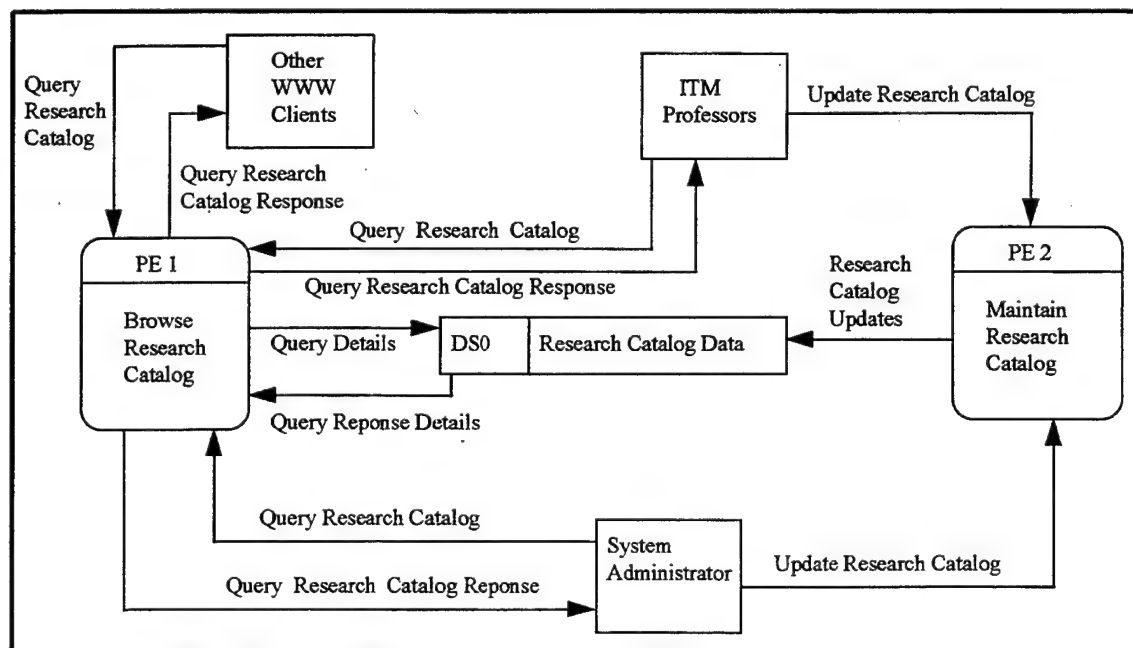 Other
WWW
Clients
Query
Research
Catalog
ITM
Professors
Update Research Catalog
Query Research
Catalog Response
Query Research Catalog
PE 1
Browse
Research
Catalog
Query Research Catalog Response
PE 2
Maintain
Research
Catalog
Research
Catalog
Updates
Query Details
DS0
Research Catalog Data
Query Reponse Details
Query Research Catalog
System
Administrator
Update Research Catalog
Query Research Catalog Reponse